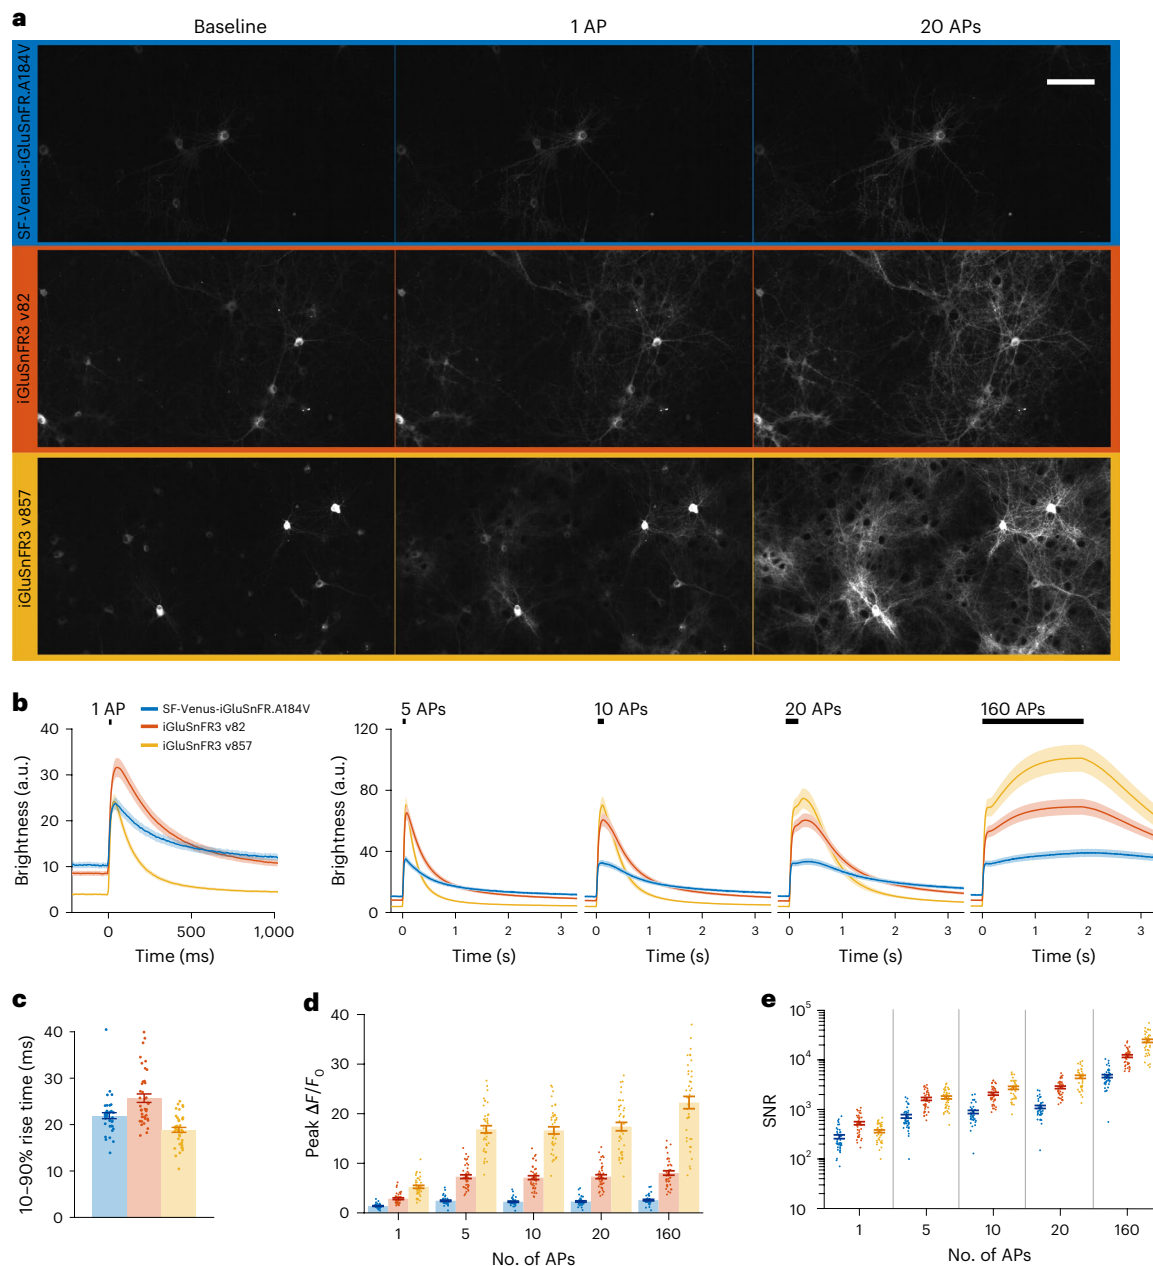 a
Baseline
1 AP
20 APs
SF-Venus-iGluSnFR.A184V
iGluSnFR3 v82
iGluSnFR3 v857
b
1 AP
SF-Venus-iGluSnFR.A184V
iGluSnFR3 v82
iGluSnFR3 v857
5 APs
10 APs
20 APs
160 APs
Brightness (a.u.)
40
30
20
10
0
0
500
1,000
Time (ms)
Brightness (a.u.)
120
80
40
0
0
1
2
3
Time (s)
0
1
2
3
Time (s)
0
1
2
3
Time (s)
0
1
2
3
Time (s)
c
10–90% rise time (ms)
40
30
20
10
0
d
Peak ΔF/F0
40
30
20
10
0
1
5
10
20
160
No. of APs
e
SNR
10^5
10^4
10^3
10^2
10
1
5
10
20
160
No. of APs